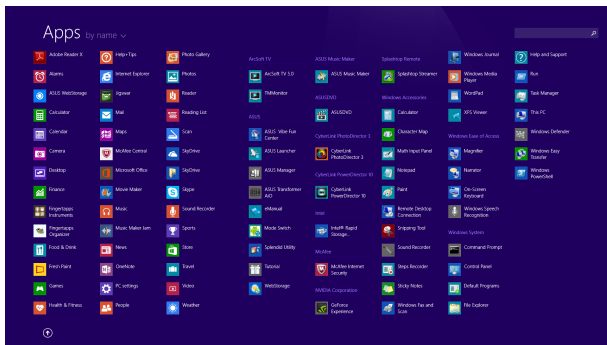 Apps by name
Adobe Reader X
Alarms
ASUS WebStorage
Calculator
Calendar
Camera
Desktop
Finance
Fingertapps
Instruments
Fingertapps
Organizer
Food & Drink
Fresh Paint
Games
Health & Fitness
Help+Tips
Internet Explorer
Jigswar
Mail
Maps
McAfee Central
Microsoft Office
Movie Maker
Music
Music Maker Jam
News
OneNote
PC settings
People
Photo Gallery
Photos
Reader
Reading List
Scan
SkyDrive
SkyDrive
Skype
Sound Recorder
Sports
Store
Travel
Video
Weather
ArcSoft TV
ArcSoft TV 5.0
TMMonitor
ASUS
ASUS Vibe Fun
Center
ASUS Launcher
ASUS Manager
ASUS Transformer
AiO
eManual
Mode Switch
Splendid Utility
Tutorial
WebStorage
ASUS Music Maker
ASUS Music Maker
ASUSDVD
ASUSDVD
CyberLink PhotoDirector 3
CyberLink
PhotoDirector 3
CyberLink PowerDirector 10
CyberLink
PowerDirector 10
Intel
Intel® Rapid
Storage...
McAfee
McAfee Internet
Security
NVIDIA Corporation
GeForce
Experience
Splashtop Remote
Splashtop Streamer
Windows Accessories
Calculator
Character Map
Math Input Panel
Notepad
Paint
Remote Desktop
Connection
Snipping Tool
Sound Recorder
Steps Recorder
Sticky Notes
Windows Fax and
Scan
Windows Journal
Windows Media
Player
WordPad
XPS Viewer
Windows Ease of Access
Magnifier
Narrator
On-Screen
Keyboard
Windows Speech
Recognition
Windows System
Command Prompt
Control Panel
Default Programs
File Explorer
Help and Support
Run
Task Manager
This PC
Windows Defender
Windows Easy
Transfer
Windows
PowerShell